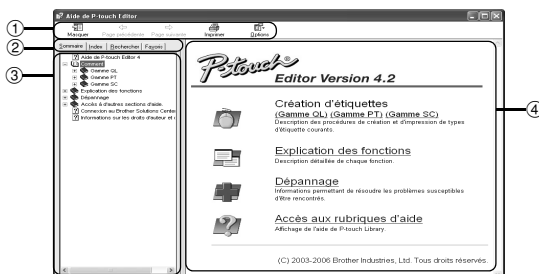 Aide de P-touch Editor
Marquer Page précédente Page suivante Imprimer Options
Sommaire Index Rechercher Favoris
Aide de P-touch Editor 4
Comment
Gamme QL
Gamme PT
Gamme SC
Explication des fonctions
Dépannage
Accès à d'autres sections d'aide.
Connexion au Brother Solutions Center
Informations sur les droits d'auteur et
P-touch
Editor Version 4.2
Création d'étiquettes
(Gamme QL) (Gamme PT) (Gamme SC)
Description des procédures de création et d'impression de types
d'étiquette courants.
Explication des fonctions
Description détaillée de chaque fonction.
Dépannage
Informations permettant de résoudre les problèmes susceptibles
d'être rencontrés.
Accès aux rubriques d'aide
Affichage de l'aide de P-touch Library.
(C) 2003-2006 Brother Industries, Ltd. Tous droits réservés.
1
2
3
4